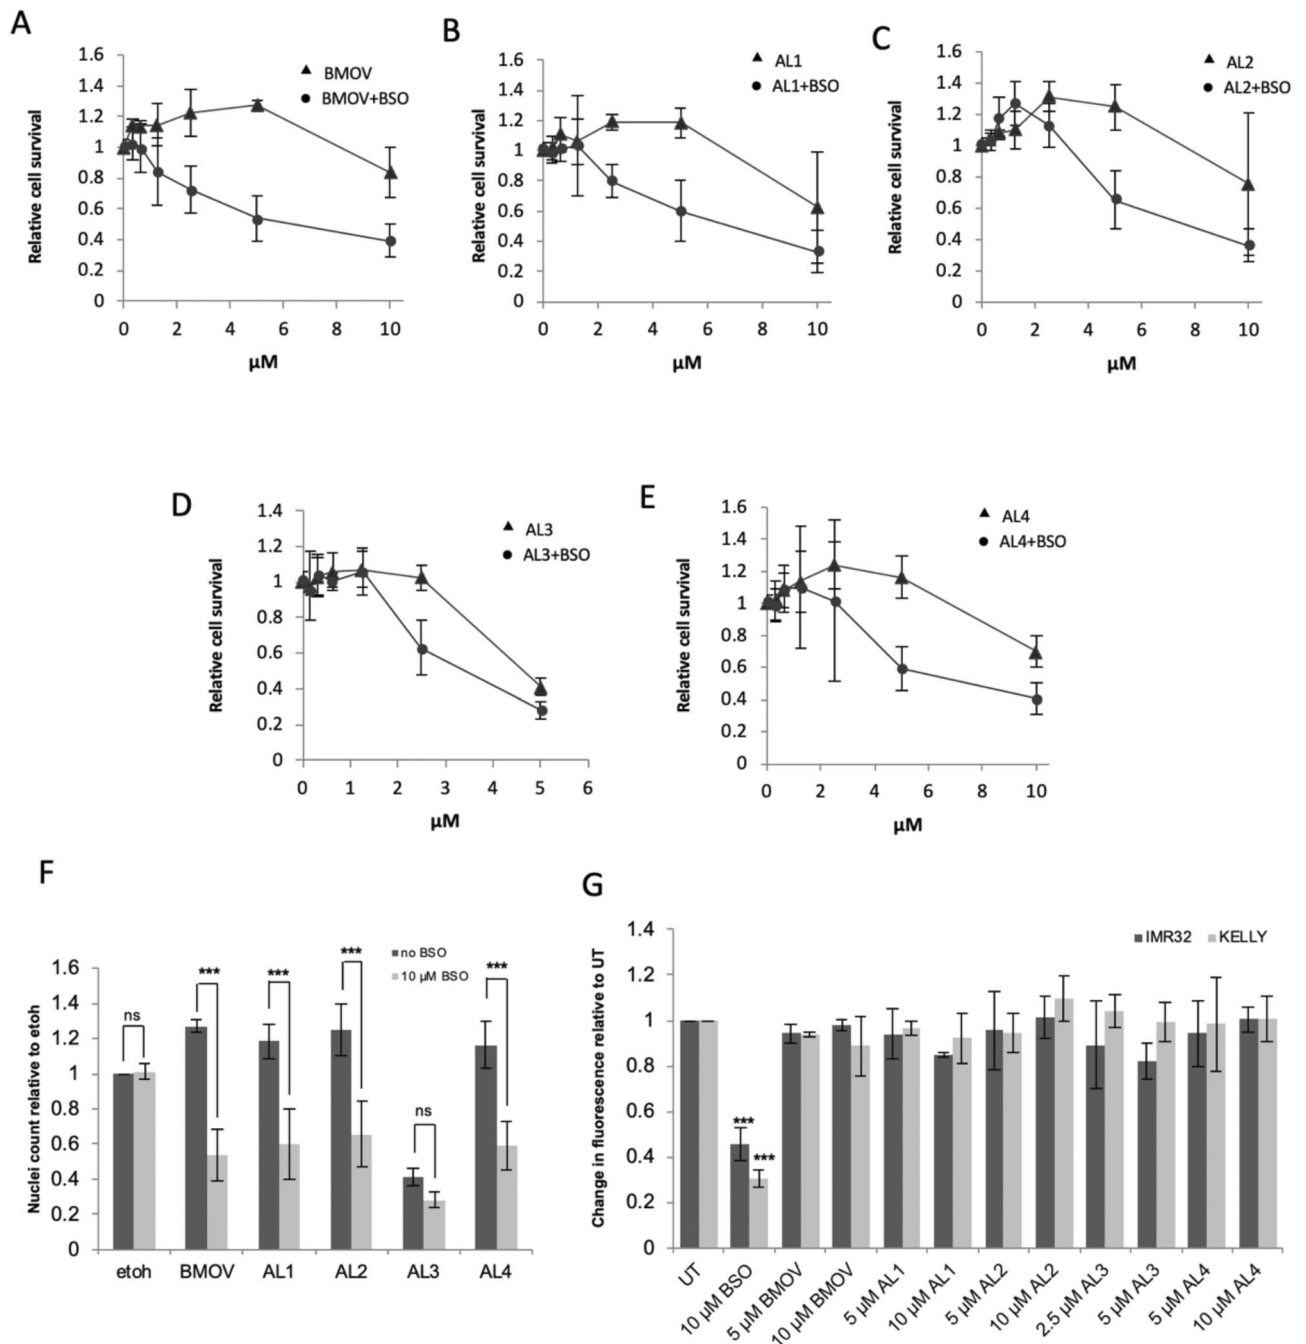 A
Relative cell survival
1.6
1.4
1.2
1
0.8
0.6
0.4
0.2
0
0 2 4 6 8 10
µM
BMOV
BMOV+BSO
B
Relative cell survival
1.6
1.4
1.2
1
0.8
0.6
0.4
0.2
0
0 2 4 6 8 10
µM
AL1
AL1+BSO
C
Relative cell survival
1.6
1.4
1.2
1
0.8
0.6
0.4
0.2
0
0 2 4 6 8 10
µM
AL2
AL2+BSO
D
Relative cell survival
1.4
1.2
1
0.8
0.6
0.4
0.2
0
0 1 2 3 4 5 6
µM
AL3
AL3+BSO
E
Relative cell survival
1.6
1.4
1.2
1
0.8
0.6
0.4
0.2
0
0 2 4 6 8 10
µM
AL4
AL4+BSO
F
Nuclei count relative to etoh
no BSO
10 µM BSO
1.6
1.4
1.2
1
0.8
0.6
0.4
0.2
0
ns *** *** *** ns ***
etoh BMOV AL1 AL2 AL3 AL4
G
Change in fluorescence relative to UT
IMR32 KELLY
1.4
1.2
1
0.8
0.6
0.4
0.2
0
***
***
UT
10 µM BSO
5 µM BMOV
10 µM BMOV
5 µM AL1
10 µM AL1
5 µM AL2
10 µM AL2
2.5 µM AL3
5 µM AL3
5 µM AL4
10 µM AL4